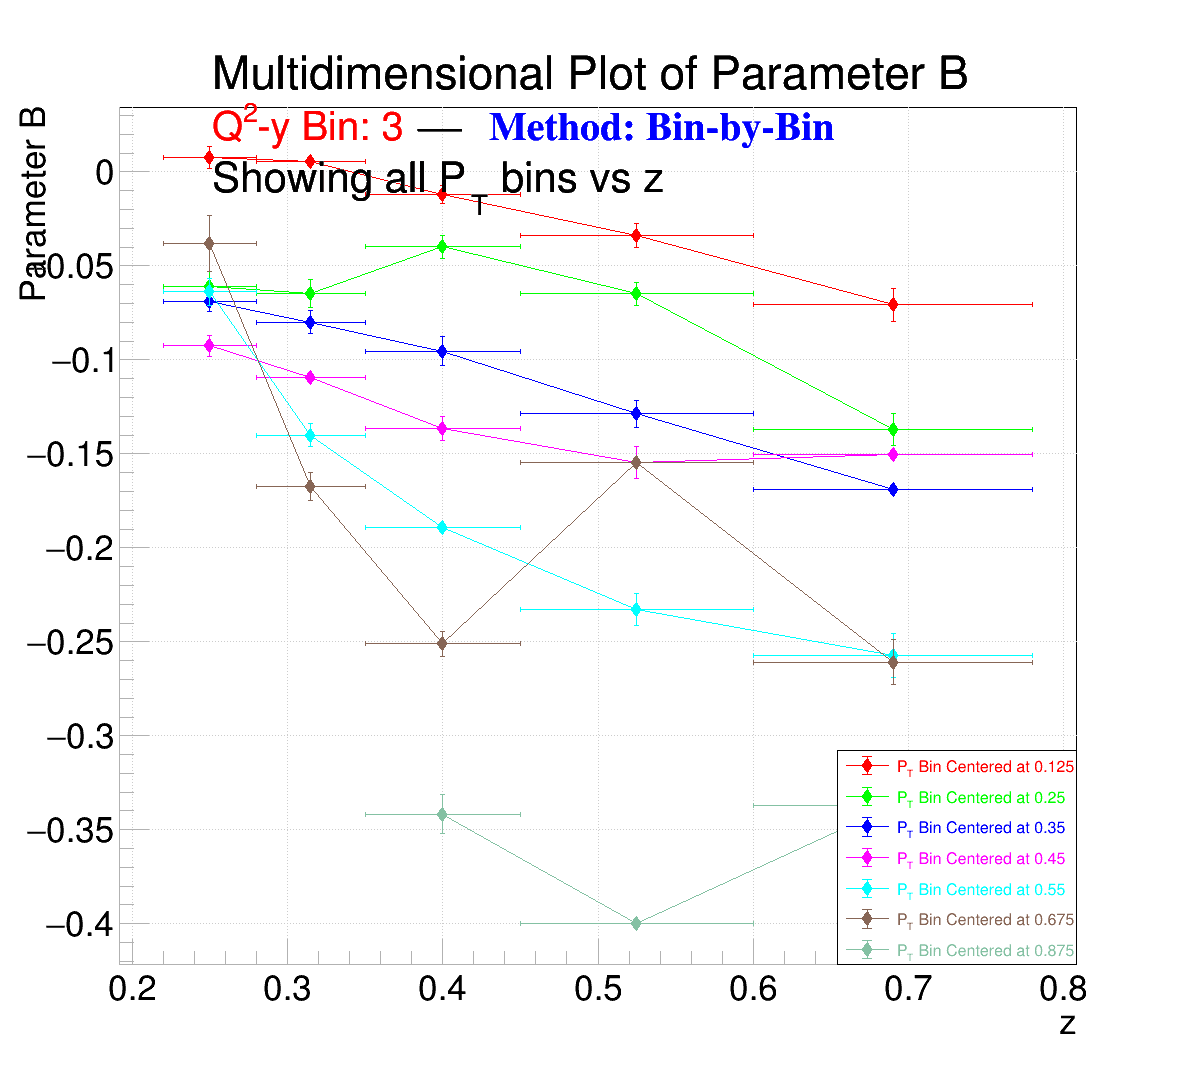 Multidimensional Plot of Parameter B
Q2-y Bin: 3 — Method: Bin-by-Bin
Showing all PT bins vs z
Parameter B
0
−0.05
−0.1
−0.15
−0.2
−0.25
−0.3
−0.35
−0.4
PT Bin Centered at 0.125
PT Bin Centered at 0.25
PT Bin Centered at 0.35
PT Bin Centered at 0.45
PT Bin Centered at 0.55
PT Bin Centered at 0.675
PT Bin Centered at 0.875
0.2 0.3 0.4 0.5 0.6 0.7 0.8
z